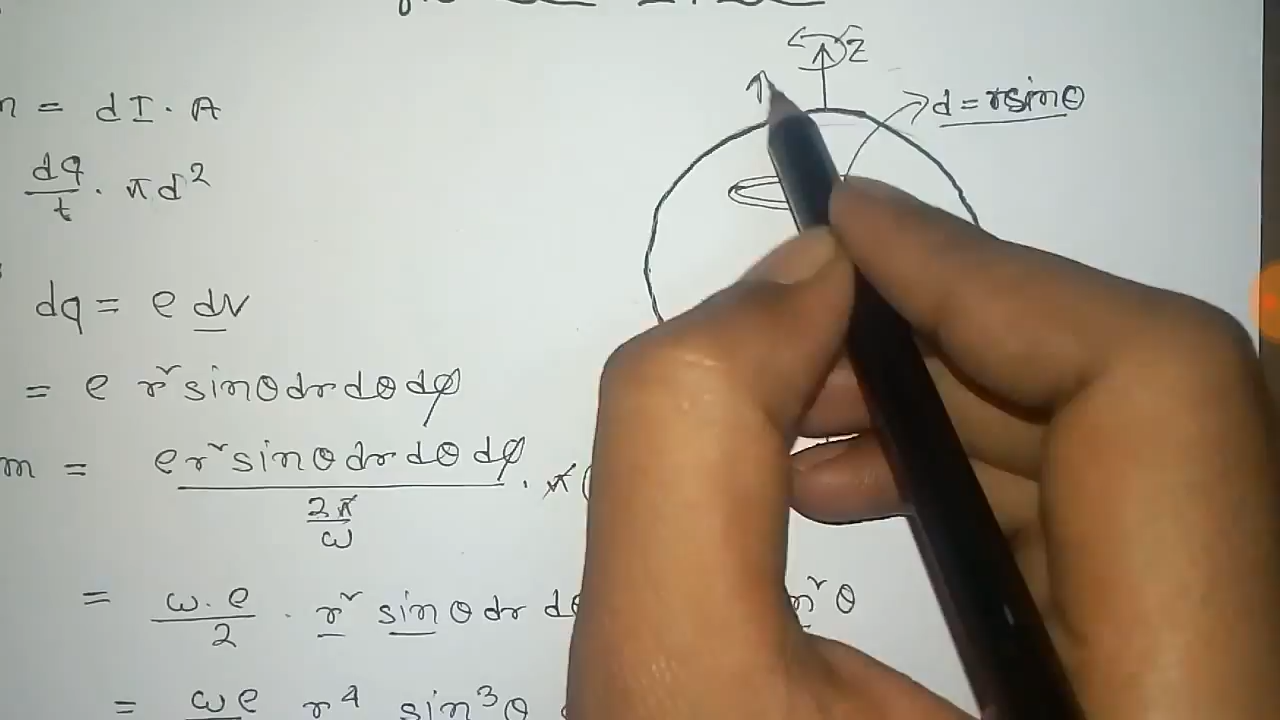 z
d = r sinθ
m = dI · A
dq/t · πd²
dq = ρ dv
= ρ r² sinθ dr dθ dφ
m = ρ r² sinθ dr dθ dφ / (2π/ω) · π (
= ω·ρ/2 · r² sinθ dr dθ
= ωρ r⁴ sin³θ